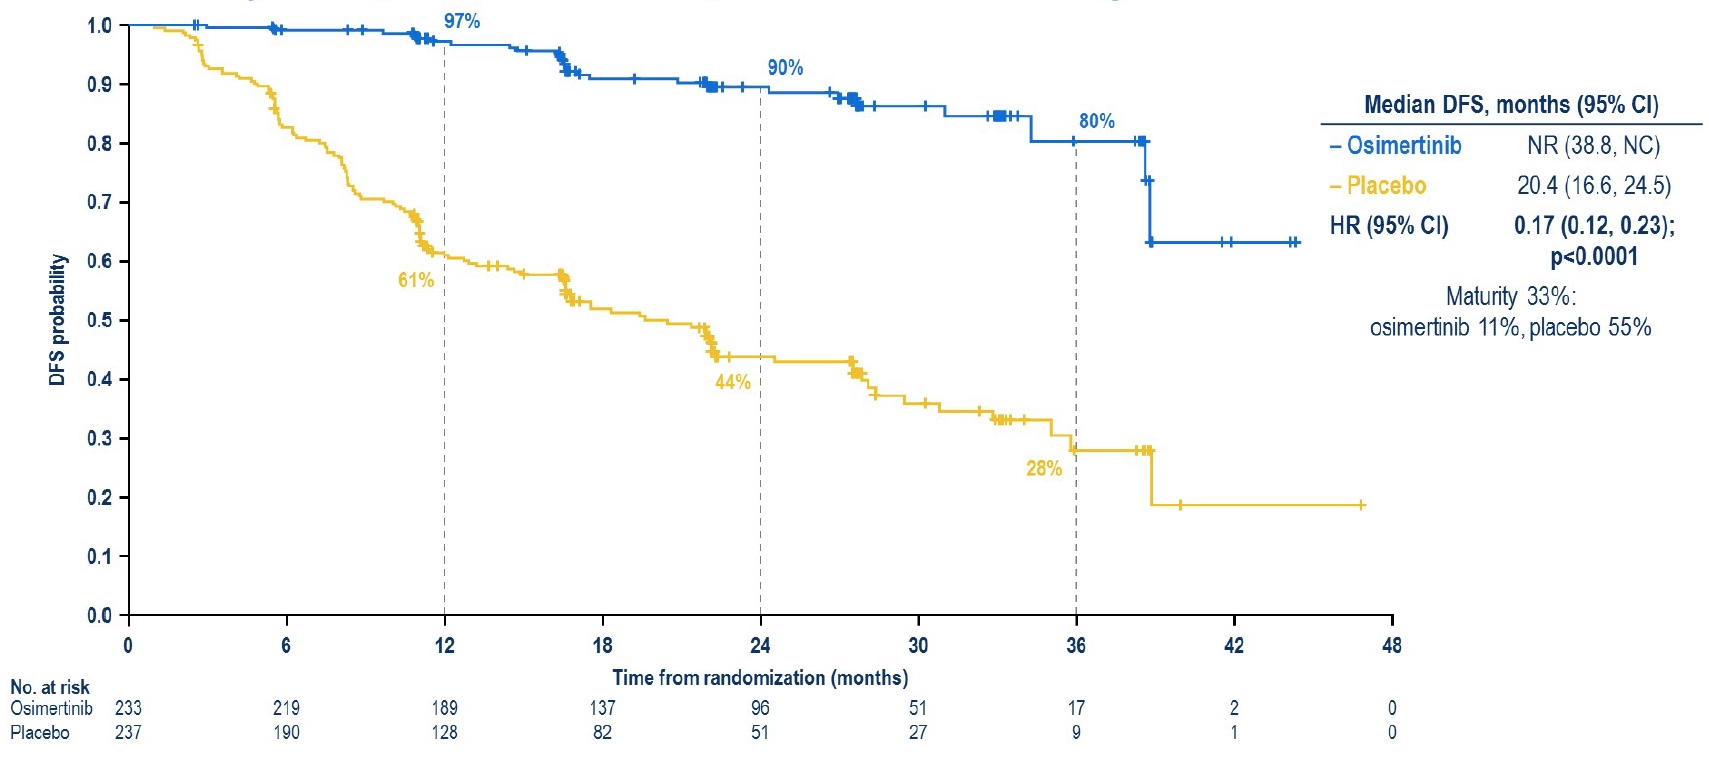 1.0
0.9
0.8
0.7
0.6
0.5
0.4
0.3
0.2
0.1
0.0
DFS probability
97%
90%
80%
61%
44%
28%
Median DFS, months (95% CI)
– Osimertinib NR (38.8, NC)
– Placebo 20.4 (16.6, 24.5)
HR (95% CI) 0.17 (0.12, 0.23);
p<0.0001
Maturity 33%:
osimertinib 11%, placebo 55%
0 6 12 18 24 30 36 42 48
Time from randomization (months)
No. at risk
Osimertinib 233 219 189 137 96 51 17 2 0
Placebo 237 190 128 82 51 27 9 1 0